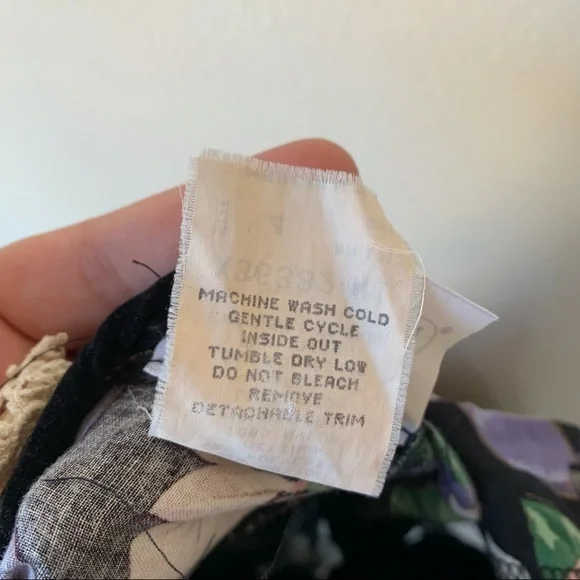 MACHINE WASH COLD
GENTLE CYCLE
INSIDE OUT
TUMBLE DRY LOW
DO NOT BLEACH
REMOVE
DETACHABLE TRIM